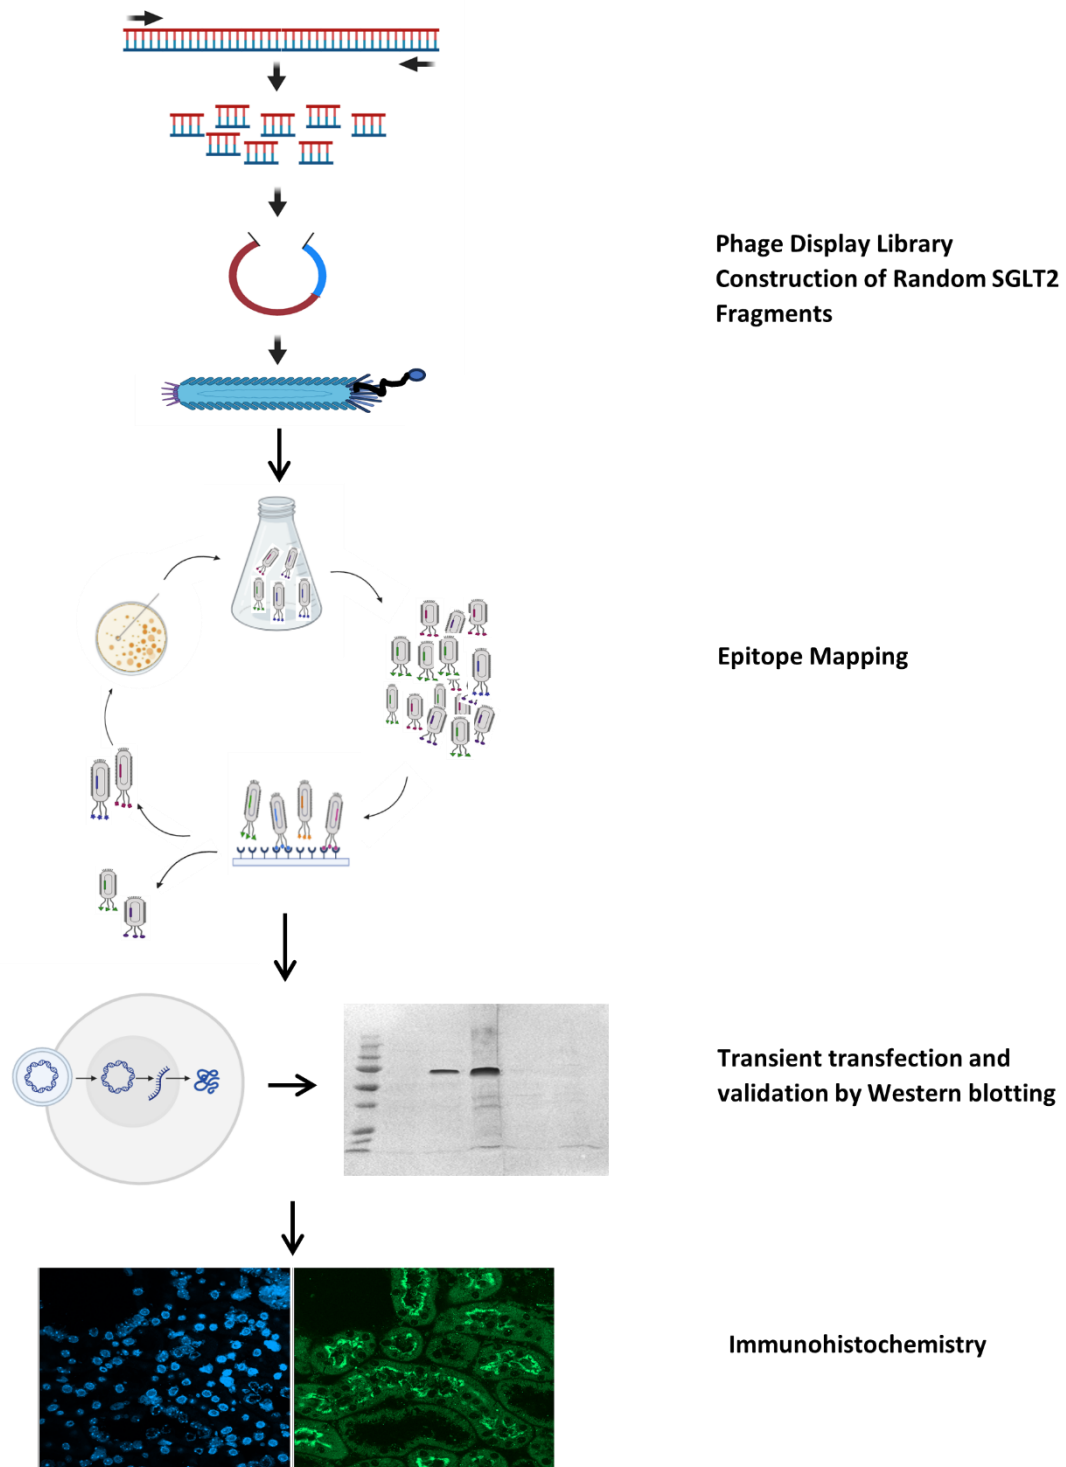 Phage Display Library
Construction of Random SGLT2
Fragments
Epitope Mapping
Transient transfection and
validation by Western blotting
Immunohistochemistry